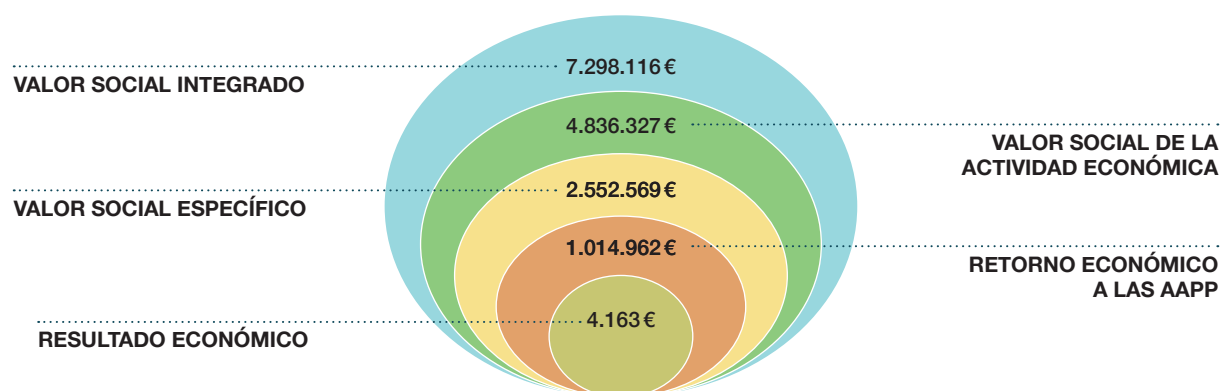 7.298.116 €
VALOR SOCIAL INTEGRADO
4.836.327 €
VALOR SOCIAL DE LA
ACTIVIDAD ECONÓMICA
2.552.569 €
VALOR SOCIAL ESPECÍFICO
1.014.962 €
RETORNO ECONÓMICO
A LAS AAPP
4.163 €
RESULTADO ECONÓMICO